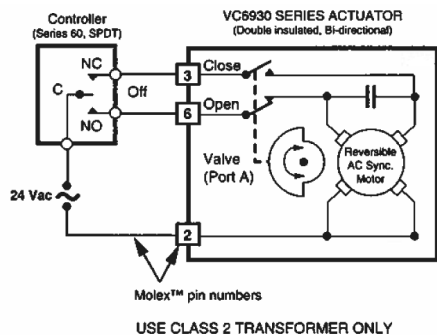 Controller
(Series 60, SPDT)
VC6930 SERIES ACTUATOR
(Double insulated, Bi-directional)
NC
C
NO
Off
3
Close
6
Open
Valve
(Port A)
Reversible
AC Sync.
Motor
24 Vac
2
Molex™ pin numbers
USE CLASS 2 TRANSFORMER ONLY